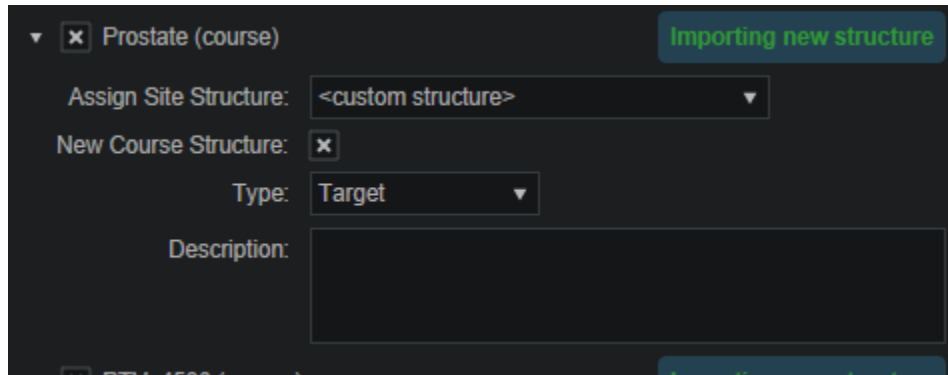 Prostate (course) Importing new structure
Assign Site Structure: <custom structure>
New Course Structure:
Type: Target
Description: